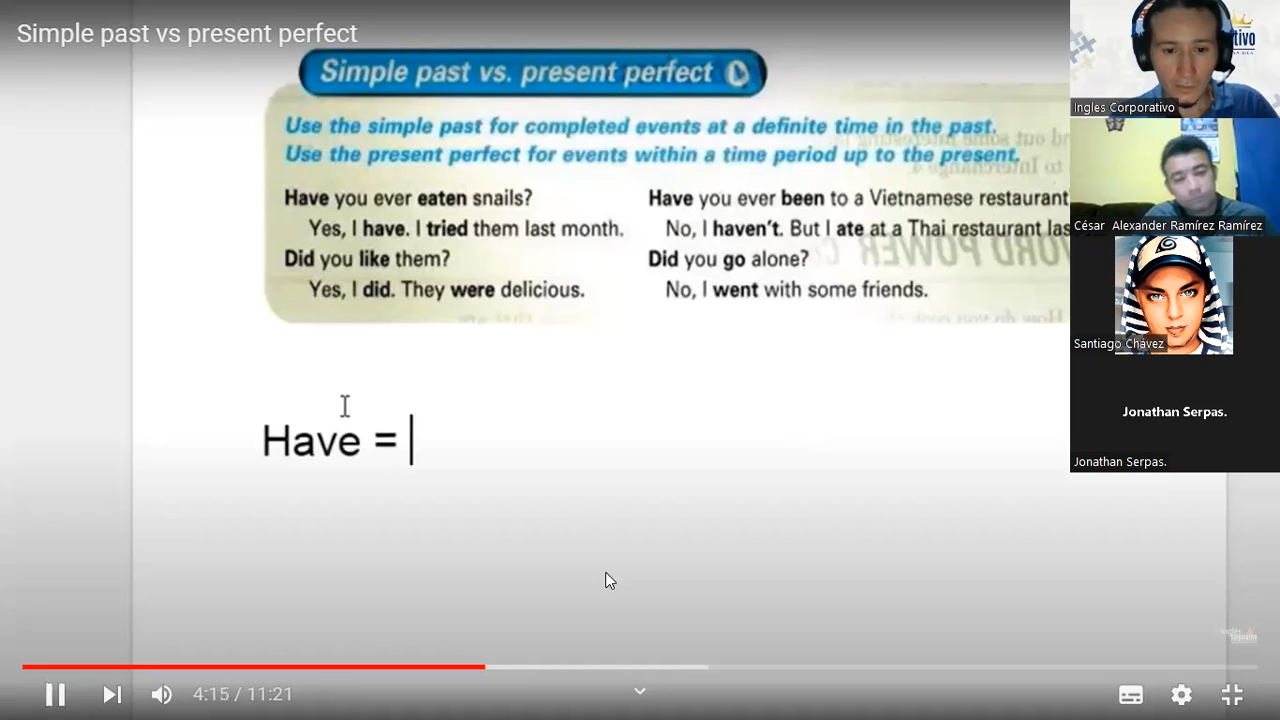 Simple past vs present perfect
Simple past vs. present perfect
Use the simple past for completed events at a definite time in the past.
Use the present perfect for events within a time period up to the present.
Have you ever eaten snails?
Yes, I have. I tried them last month.
Did you like them?
Yes, I did. They were delicious.
Have you ever been to a Vietnamese restaurant
No, I haven't. But I ate at a Thai restaurant las
Did you go alone?
No, I went with some friends.
Have =
4:15 / 11:21
Ingles Corporativo
César Alexander Ramírez Ramírez
Santiago Chávez
Jonathan Serpas.
Jonathan Serpas.